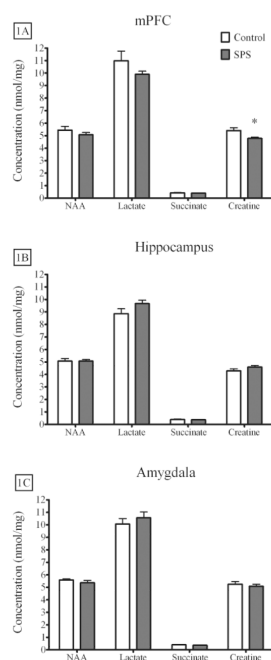 mPFC
1A
Control
SPS
Concentration (nmol/mg)
12
11
10
9
8
7
6
5
4
3
2
1
0
*
NAA Lactate Succinate Creatine
Hippocampus
1B
Concentration (nmol/mg)
12
11
10
9
8
7
6
5
4
3
2
1
0
NAA Lactate Succinate Creatine
Amygdala
1C
Concentration (nmol/mg)
12
11
10
9
8
7
6
5
4
3
2
1
0
NAA Lactate Succinate Creatine